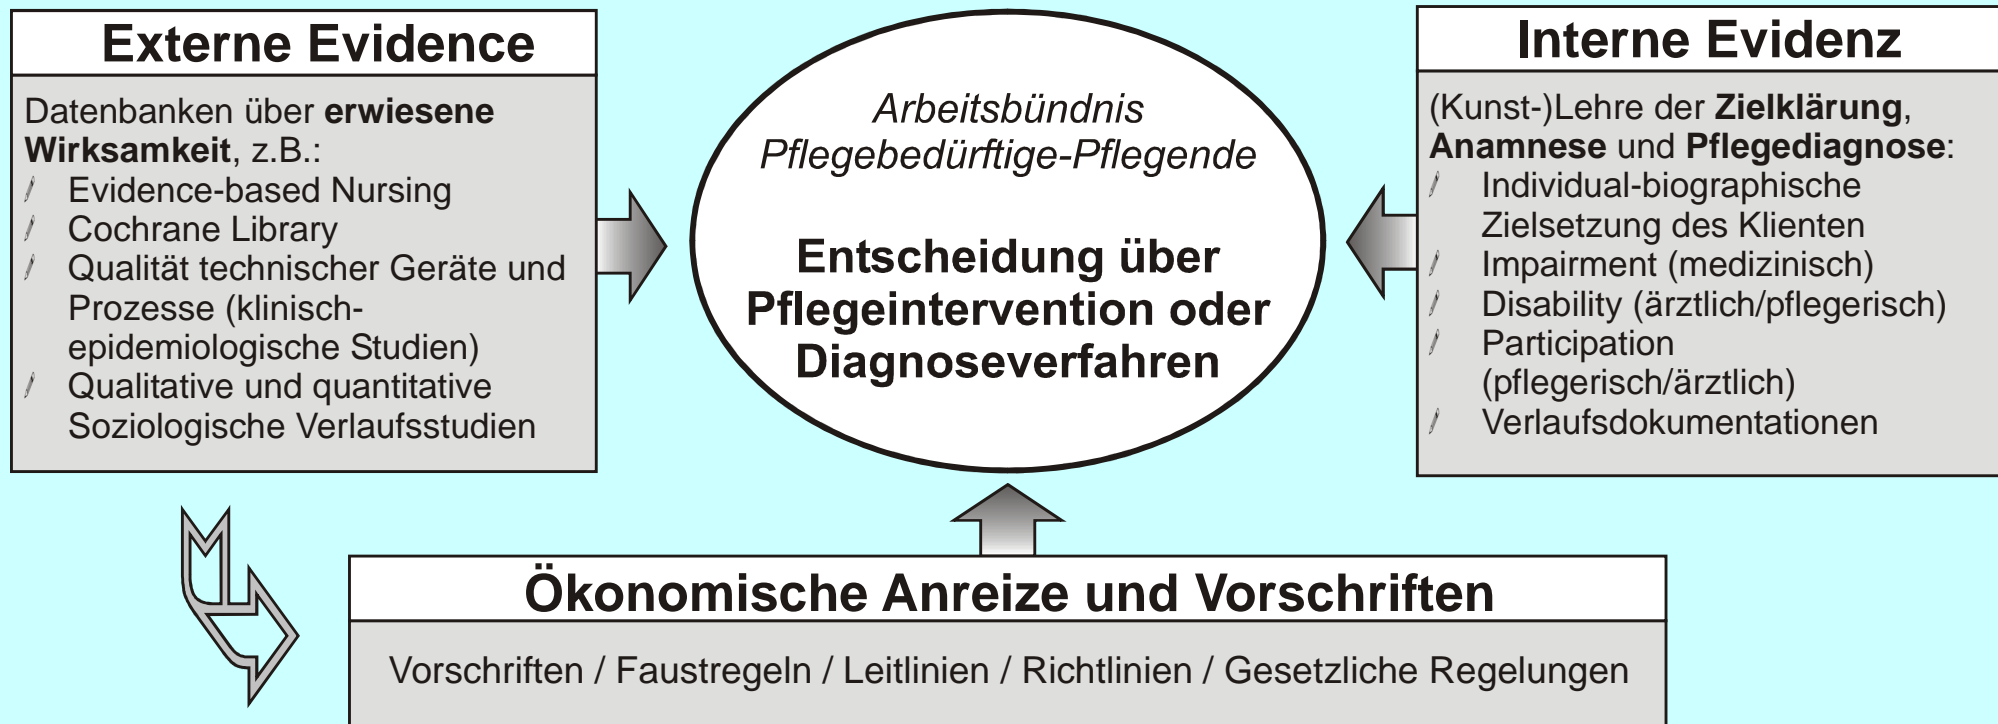 Externe Evidence
Datenbanken über erwiesene
Wirksamkeit, z.B.:
Evidence-based Nursing
Cochrane Library
Qualität technischer Geräte und
Prozesse (klinisch-
epidemiologische Studien)
Qualitative und quantitative
Soziologische Verlaufsstudien
Arbeitsbündnis
Pflegebedürftige-Pflegende
Entscheidung über
Pflegeintervention oder
Diagnoseverfahren
Interne Evidenz
(Kunst-)Lehre der Zielklärung,
Anamnese und Pflegediagnose:
Individual-biographische
Zielsetzung des Klienten
Impairment (medizinisch)
Disability (ärztlich/pflegerisch)
Participation
(pflegerisch/ärztlich)
Verlaufsdokumentationen
Ökonomische Anreize und Vorschriften
Vorschriften / Faustregeln / Leitlinien / Richtlinien / Gesetzliche Regelungen